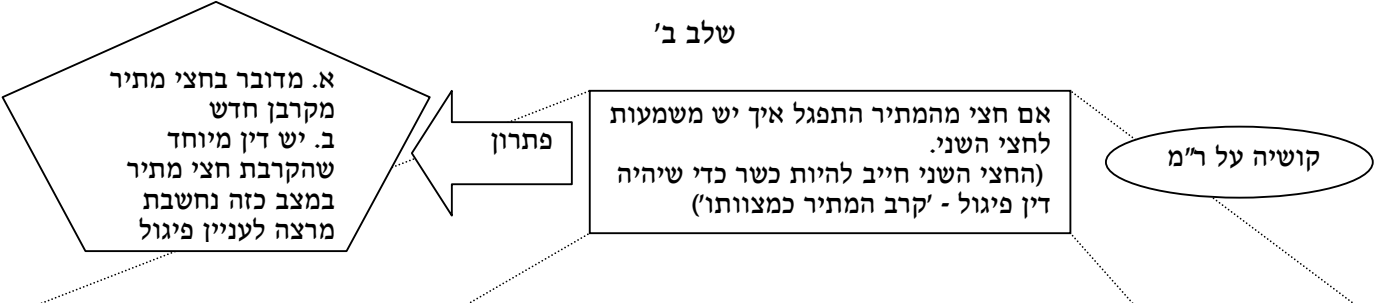 שלב ב'
קושיה על ר"מ
אם חצי מהמתיר התפגל איך יש משמעות
לחצי השני.
(החצי השני חייב להיות כשר כדי שיהיה
דין פיגול - 'קרב המתיר כמצוותו')
פתרון
א. מדובר בחצי מתיר
מקרבן חדש
ב. יש דין מיוחד
שהקרבת חצי מתיר
במצב כזה נחשבת
מרצה לעניין פיגול